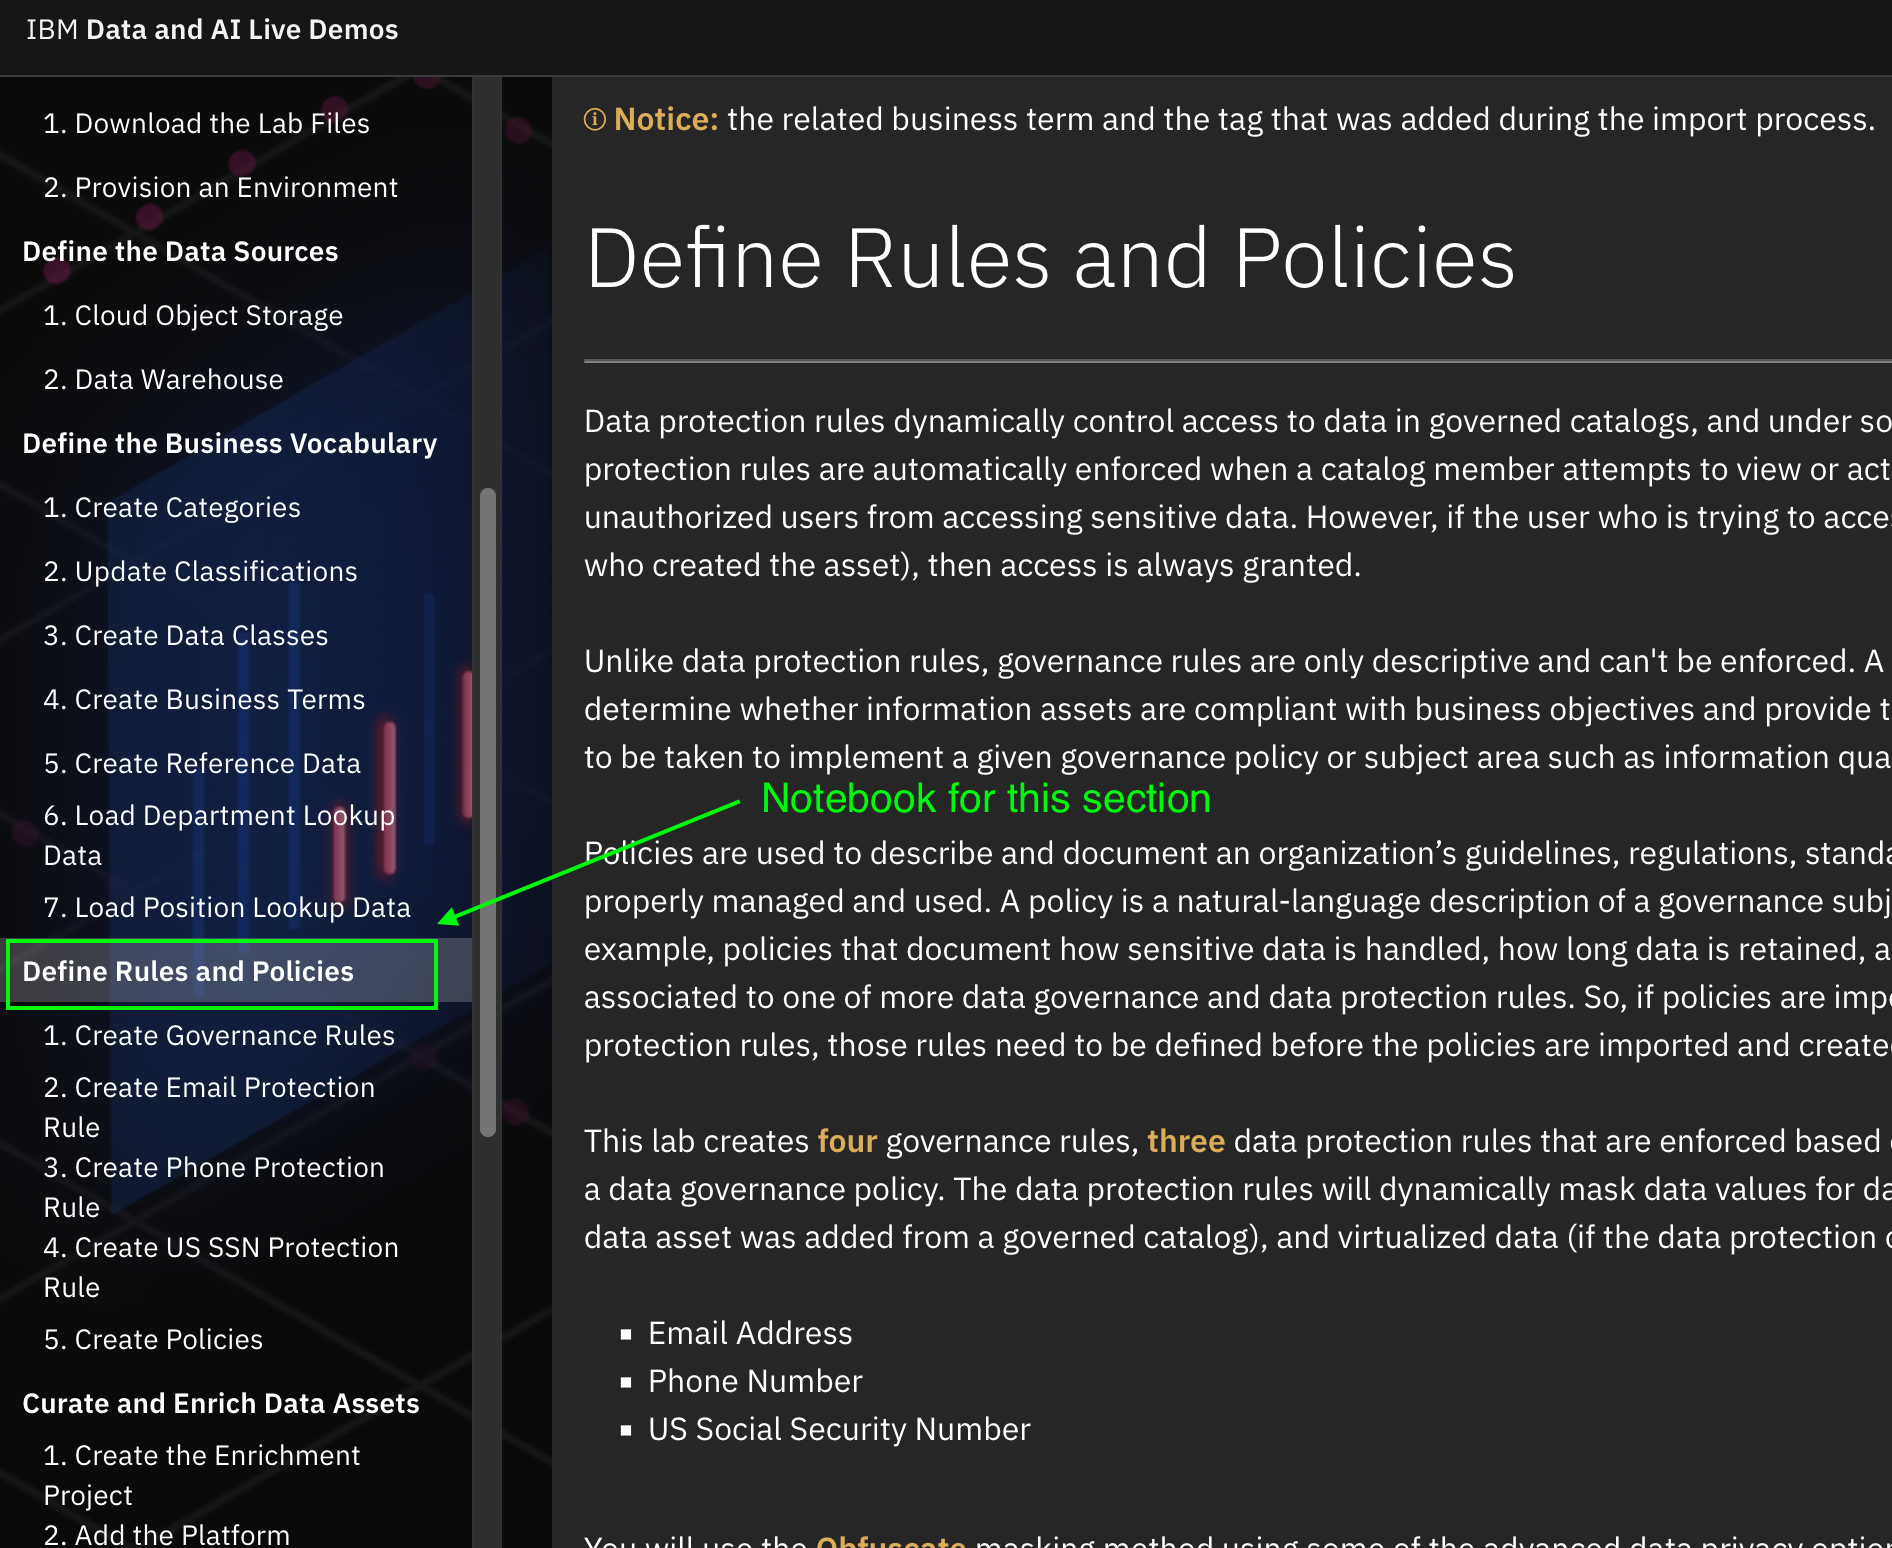 IBM Data and AI Live Demos
1. Download the Lab Files
2. Provision an Environment
Define the Data Sources
1. Cloud Object Storage
2. Data Warehouse
Define the Business Vocabulary
1. Create Categories
2. Update Classifications
3. Create Data Classes
4. Create Business Terms
5. Create Reference Data
6. Load Department Lookup
Data
7. Load Position Lookup Data
Define Rules and Policies
1. Create Governance Rules
2. Create Email Protection
Rule
3. Create Phone Protection
Rule
4. Create US SSN Protection
Rule
5. Create Policies
Curate and Enrich Data Assets
1. Create the Enrichment
Project
2. Add the Platform
Notice: the related business term and the tag that was added during the import process.
Define Rules and Policies
Data protection rules dynamically control access to data in governed catalogs, and under so
protection rules are automatically enforced when a catalog member attempts to view or act
unauthorized users from accessing sensitive data. However, if the user who is trying to acce
who created the asset), then access is always granted.
Unlike data protection rules, governance rules are only descriptive and can't be enforced. A
determine whether information assets are compliant with business objectives and provide t
to be taken to implement a given governance policy or subject area such as information qua
Notebook for this section
Policies are used to describe and document an organization’s guidelines, regulations, standa
properly managed and used. A policy is a natural-language description of a governance subj
example, policies that document how sensitive data is handled, how long data is retained, a
associated to one of more data governance and data protection rules. So, if policies are impo
protection rules, those rules need to be defined before the policies are imported and create
This lab creates four governance rules, three data protection rules that are enforced based
a data governance policy. The data protection rules will dynamically mask data values for da
data asset was added from a governed catalog), and virtualized data (if the data protection
Email Address
Phone Number
US Social Security Number
You will use the Obfuscate masking method using some of the advanced data privacy option